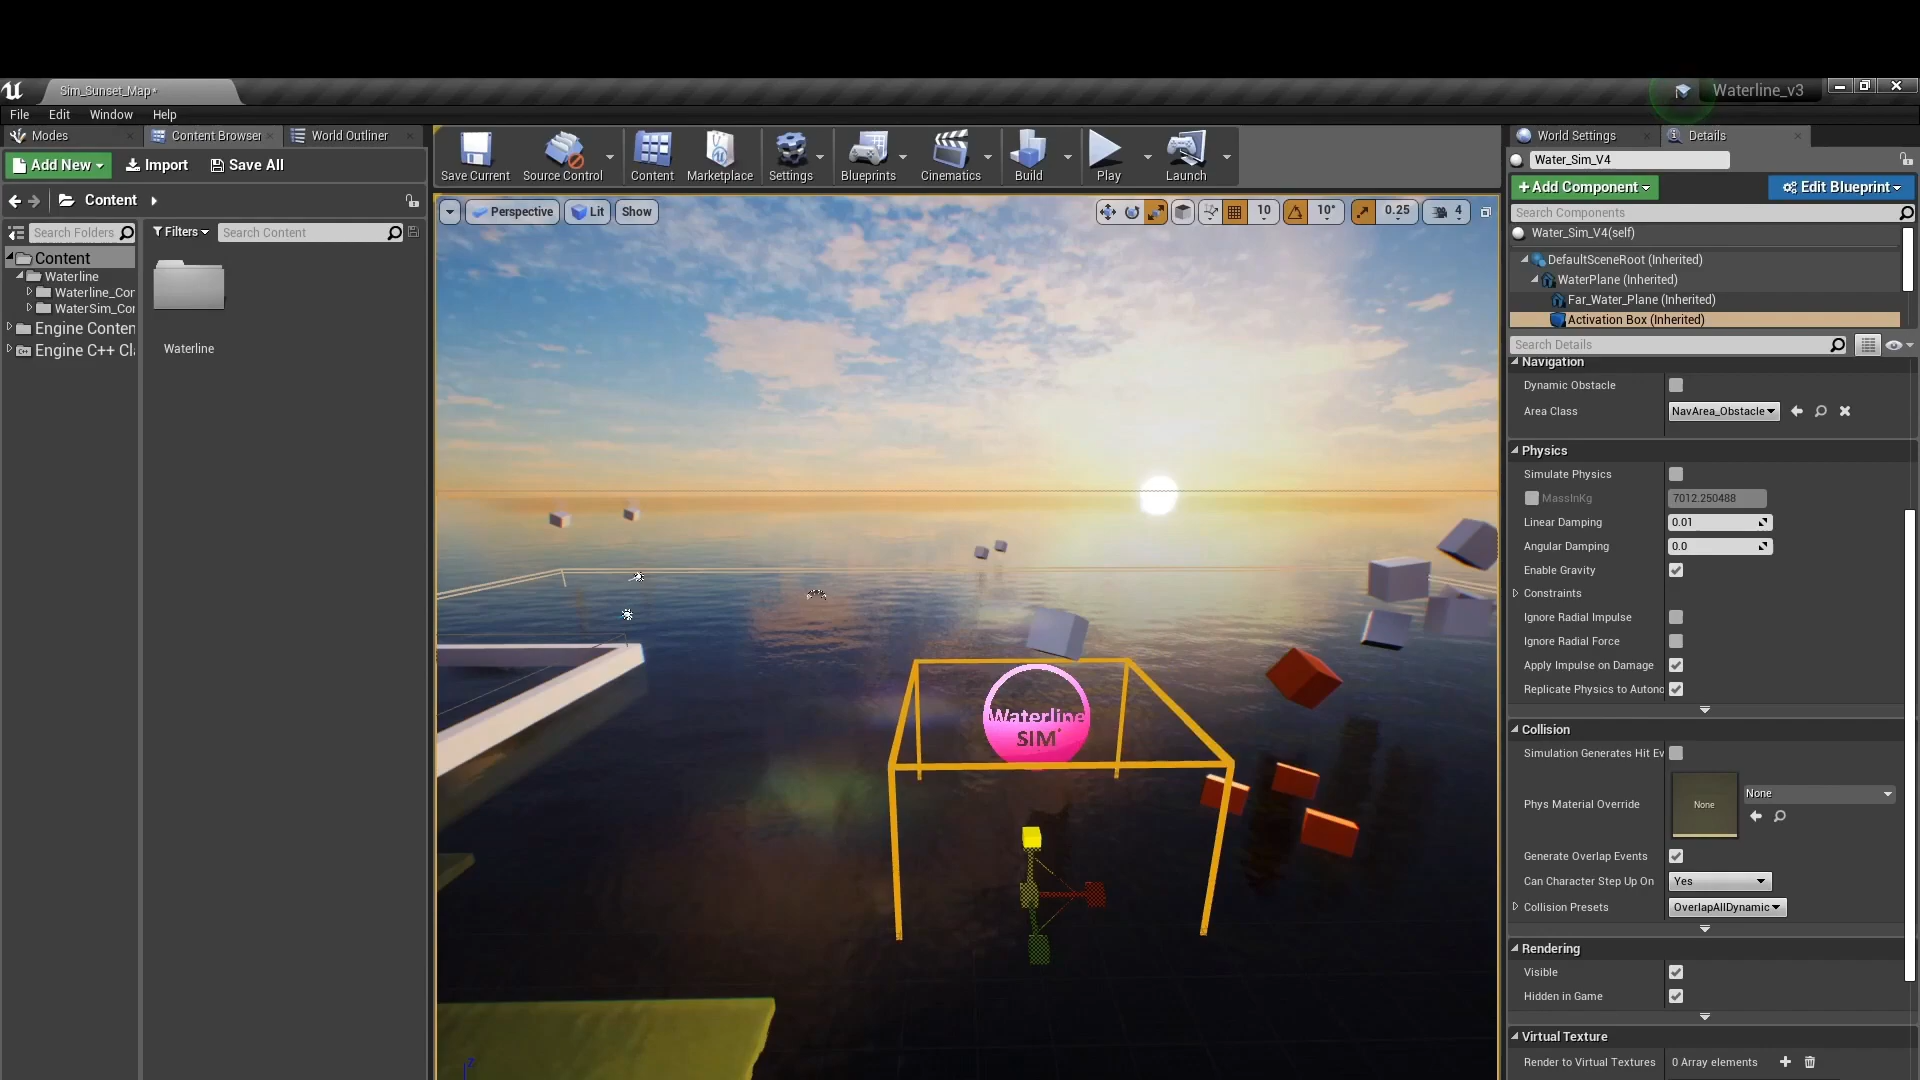 Sim_Sunset_Map*
Waterline_v3
File Edit Window Help
Modes
Content Browser
World Outliner
Add New
Import
Save All
Content
Search Folders
Filters
Search Content
Content
Waterline
Waterline_Cor
WaterSim_Cor
Engine Conten
Engine C++ Cl
Waterline
Save Current
Source Control
Content
Marketplace
Settings
Blueprints
Cinematics
Build
Play
Launch
Perspective
Lit
Show
10
10°
0.25
4
Waterline
SIM
Z
World Settings
Details
Water_Sim_V4
+Add Component
Edit Blueprint
Search Components
Water_Sim_V4(self)
DefaultSceneRoot (Inherited)
WaterPlane (Inherited)
Far_Water_Plane (Inherited)
Activation Box (Inherited)
Search Details
Navigation
Dynamic Obstacle
Area Class NavArea_Obstacle
Physics
Simulate Physics
MassInKg 7012.250488
Linear Damping 0.01
Angular Damping 0.0
Enable Gravity
Constraints
Ignore Radial Impulse
Ignore Radial Force
Apply Impulse on Damage
Replicate Physics to Autono
Collision
Simulation Generates Hit Ev
Phys Material Override None None
Generate Overlap Events
Can Character Step Up On Yes
Collision Presets OverlapAllDynamic
Rendering
Visible
Hidden in Game
Virtual Texture
Render to Virtual Textures 0 Array elements